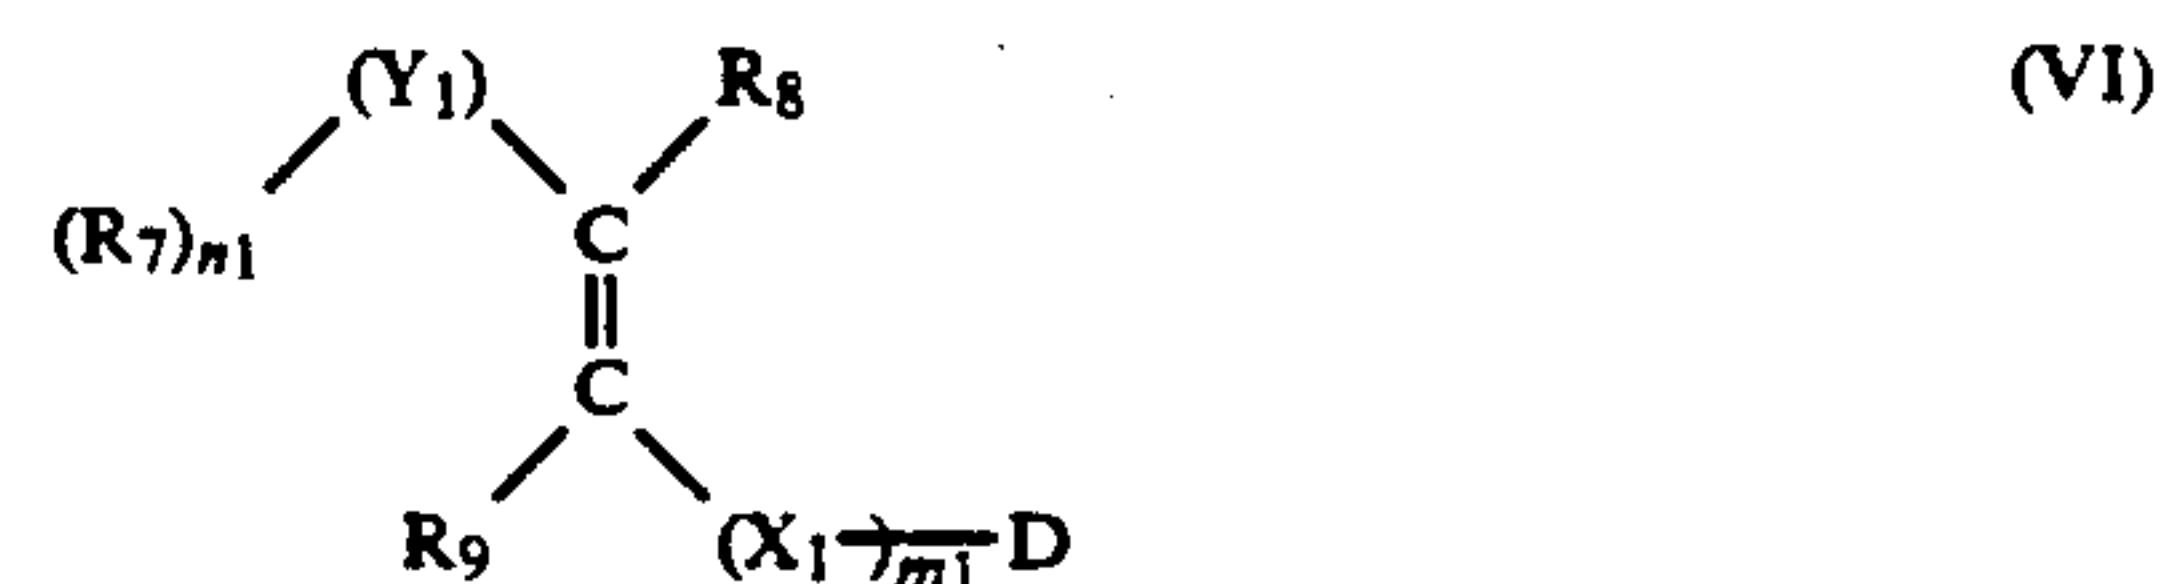 (Y1) R8 (VI)
(R7)n1
C
C
R9 (X1)m1 D